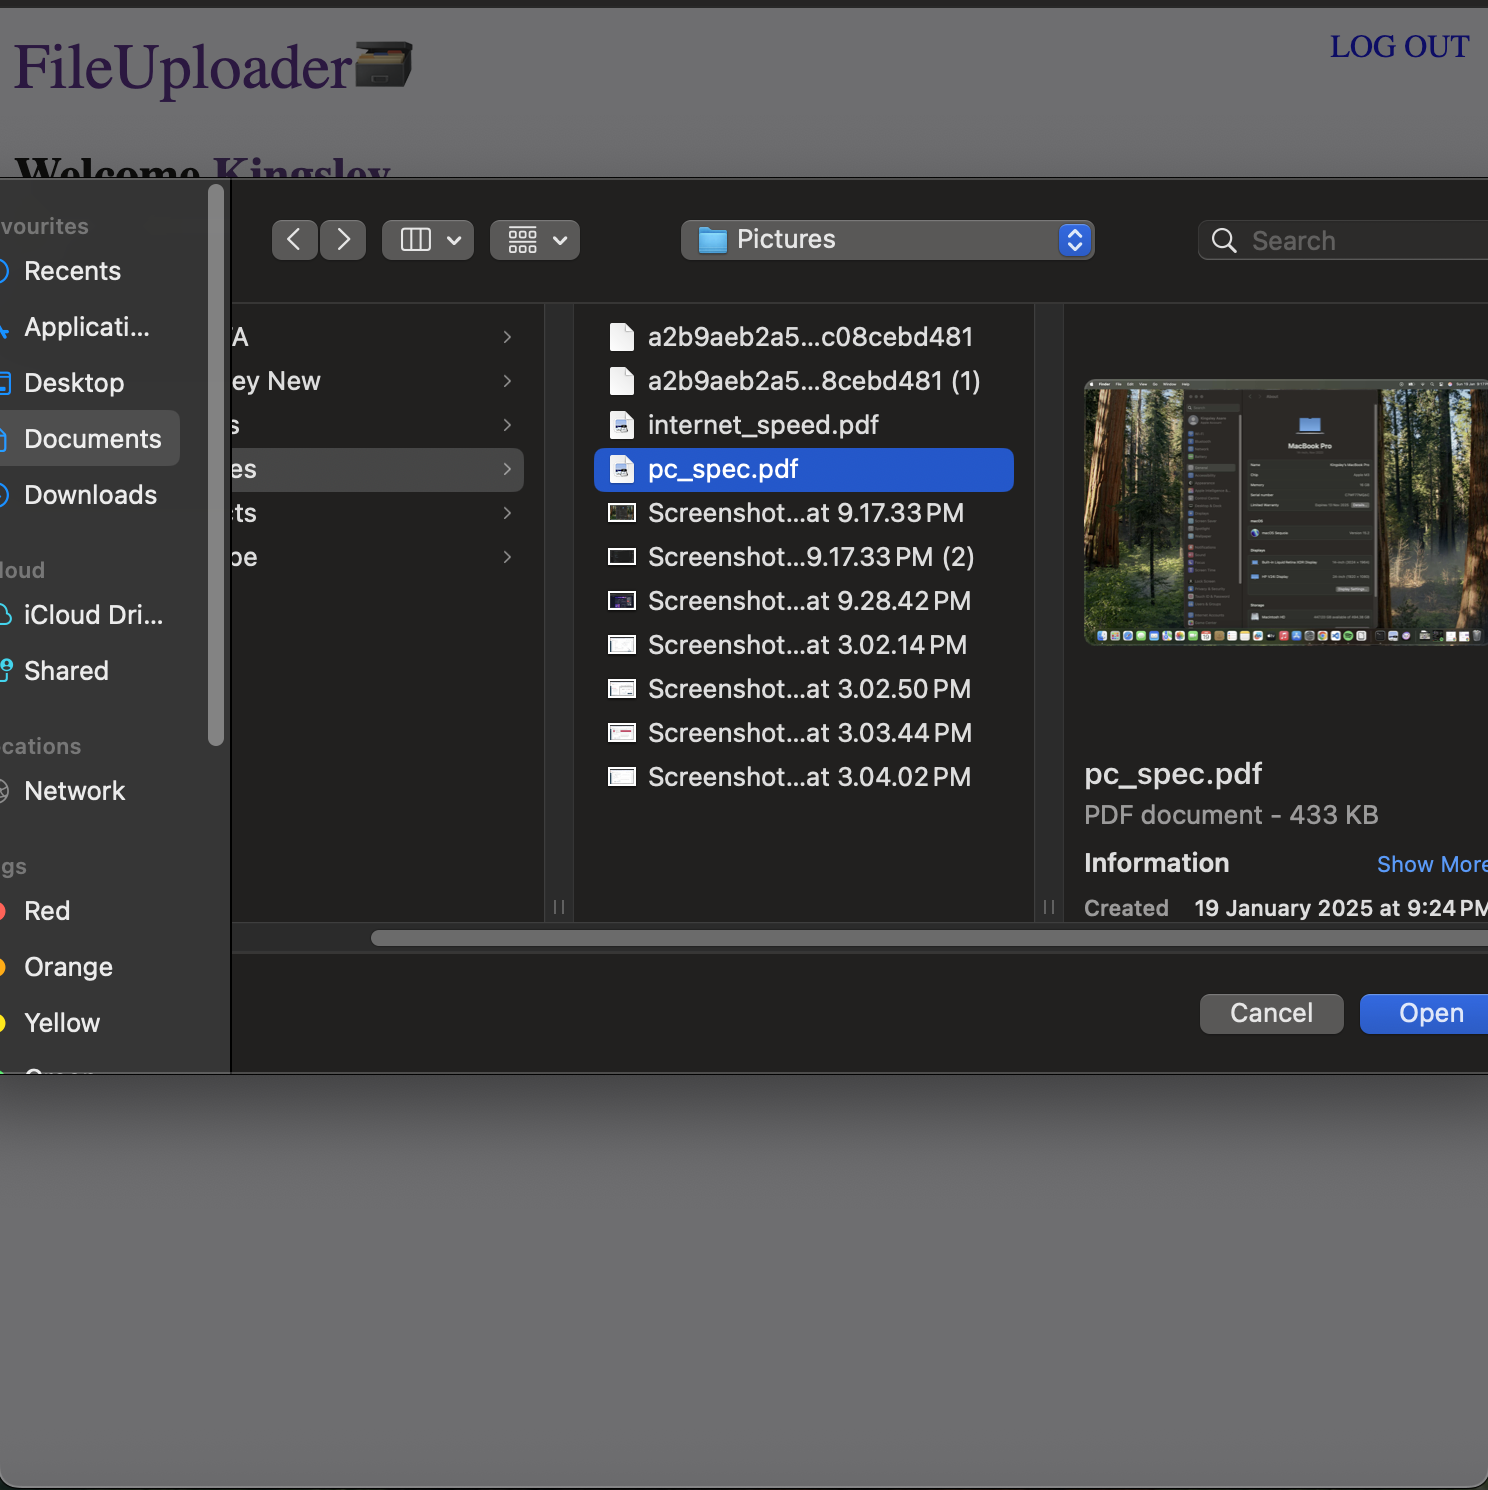 FileUploader
LOG OUT
Welcome Kingsley
vourites
Recents
Applicati...
Desktop
Documents
Downloads
loud
iCloud Dri...
Shared
cations
Network
gs
Red
Orange
Yellow
Pictures
Search
A
ey New
s
es
cts
pe
a2b9aeb2a5...c08cebd481
a2b9aeb2a5...8cebd481 (1)
internet_speed.pdf
pc_spec.pdf
Screenshot...at 9.17.33 PM
Screenshot...9.17.33 PM (2)
Screenshot...at 9.28.42 PM
Screenshot...at 3.02.14 PM
Screenshot...at 3.02.50 PM
Screenshot...at 3.03.44 PM
Screenshot...at 3.04.02 PM
MacBook Pro
pc_spec.pdf
PDF document - 433 KB
Information
Show More
Created 19 January 2025 at 9:24 PM
Cancel
Open